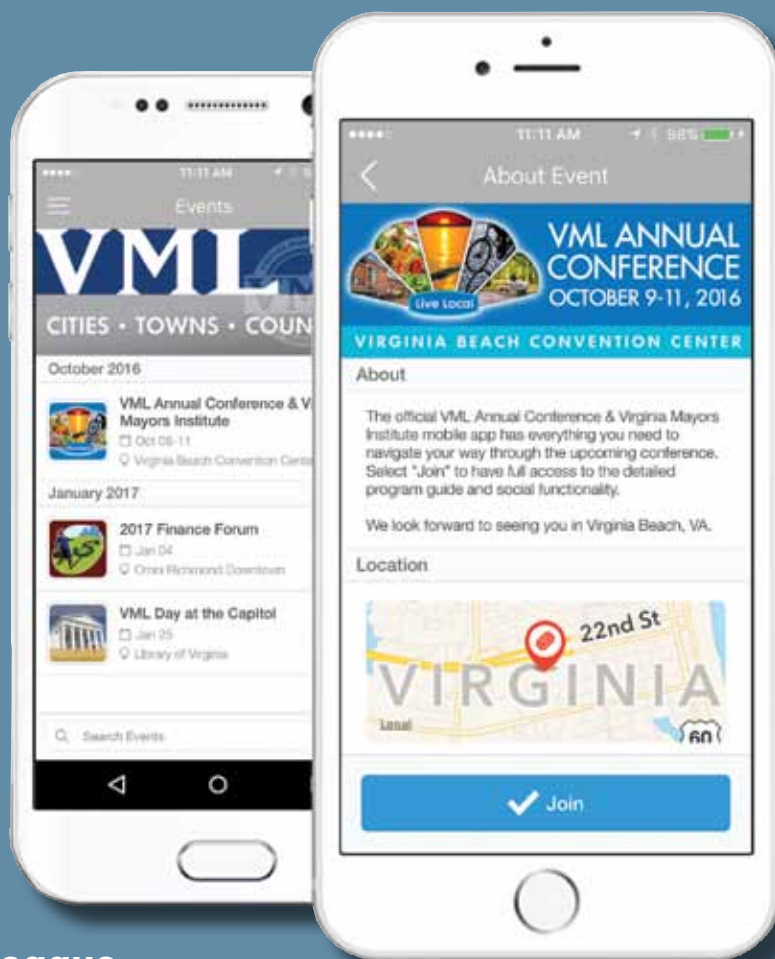 11:11 AM
Events
VML
CITIES • TOWNS • COUN
October 2016
VML Annual Conference & V
Mayors Institute
Oct 08-11
Virginia Beach Convention Cente
January 2017
2017 Finance Forum
Jan 04
Omni Richmond Downtown
VML Day at the Capitol
Jan 25
Library of Virginia
Search Events
11:11 AM
98%
About Event
Live Local
VML ANNUAL
CONFERENCE
OCTOBER 9-11, 2016
VIRGINIA BEACH CONVENTION CENTER
About
The official VML Annual Conference & Virginia Mayors
Institute mobile app has everything you need to
navigate your way through the upcoming conference.
Select "Join" to have full access to the detailed
program guide and social functionality.
We look forward to seeing you in Virginia Beach, VA.
Location
22nd St
VIRGINIA
Legal
60
Join